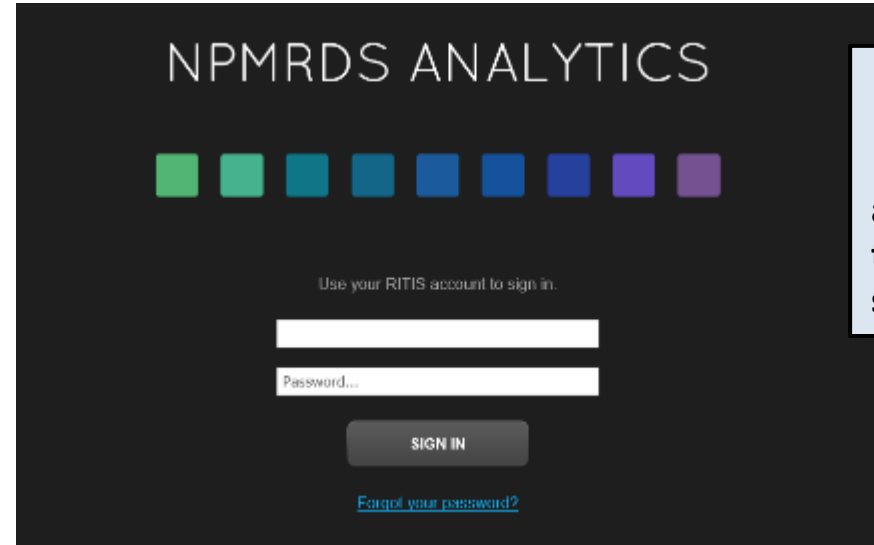 NPMRDS ANALYTICS
Use your RITIS account to sign in.
Password...
SIGN IN
Forgot your password?